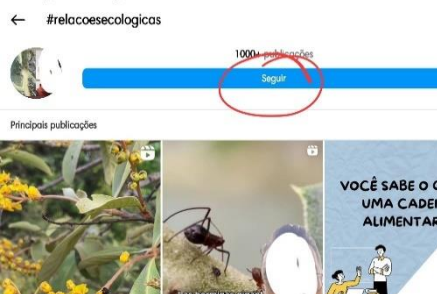 #relacoesecologicas
1000+ publicações
Seguir
Principais publicações
VOCÊ SABE O
UMA CADE
ALIMENTAR